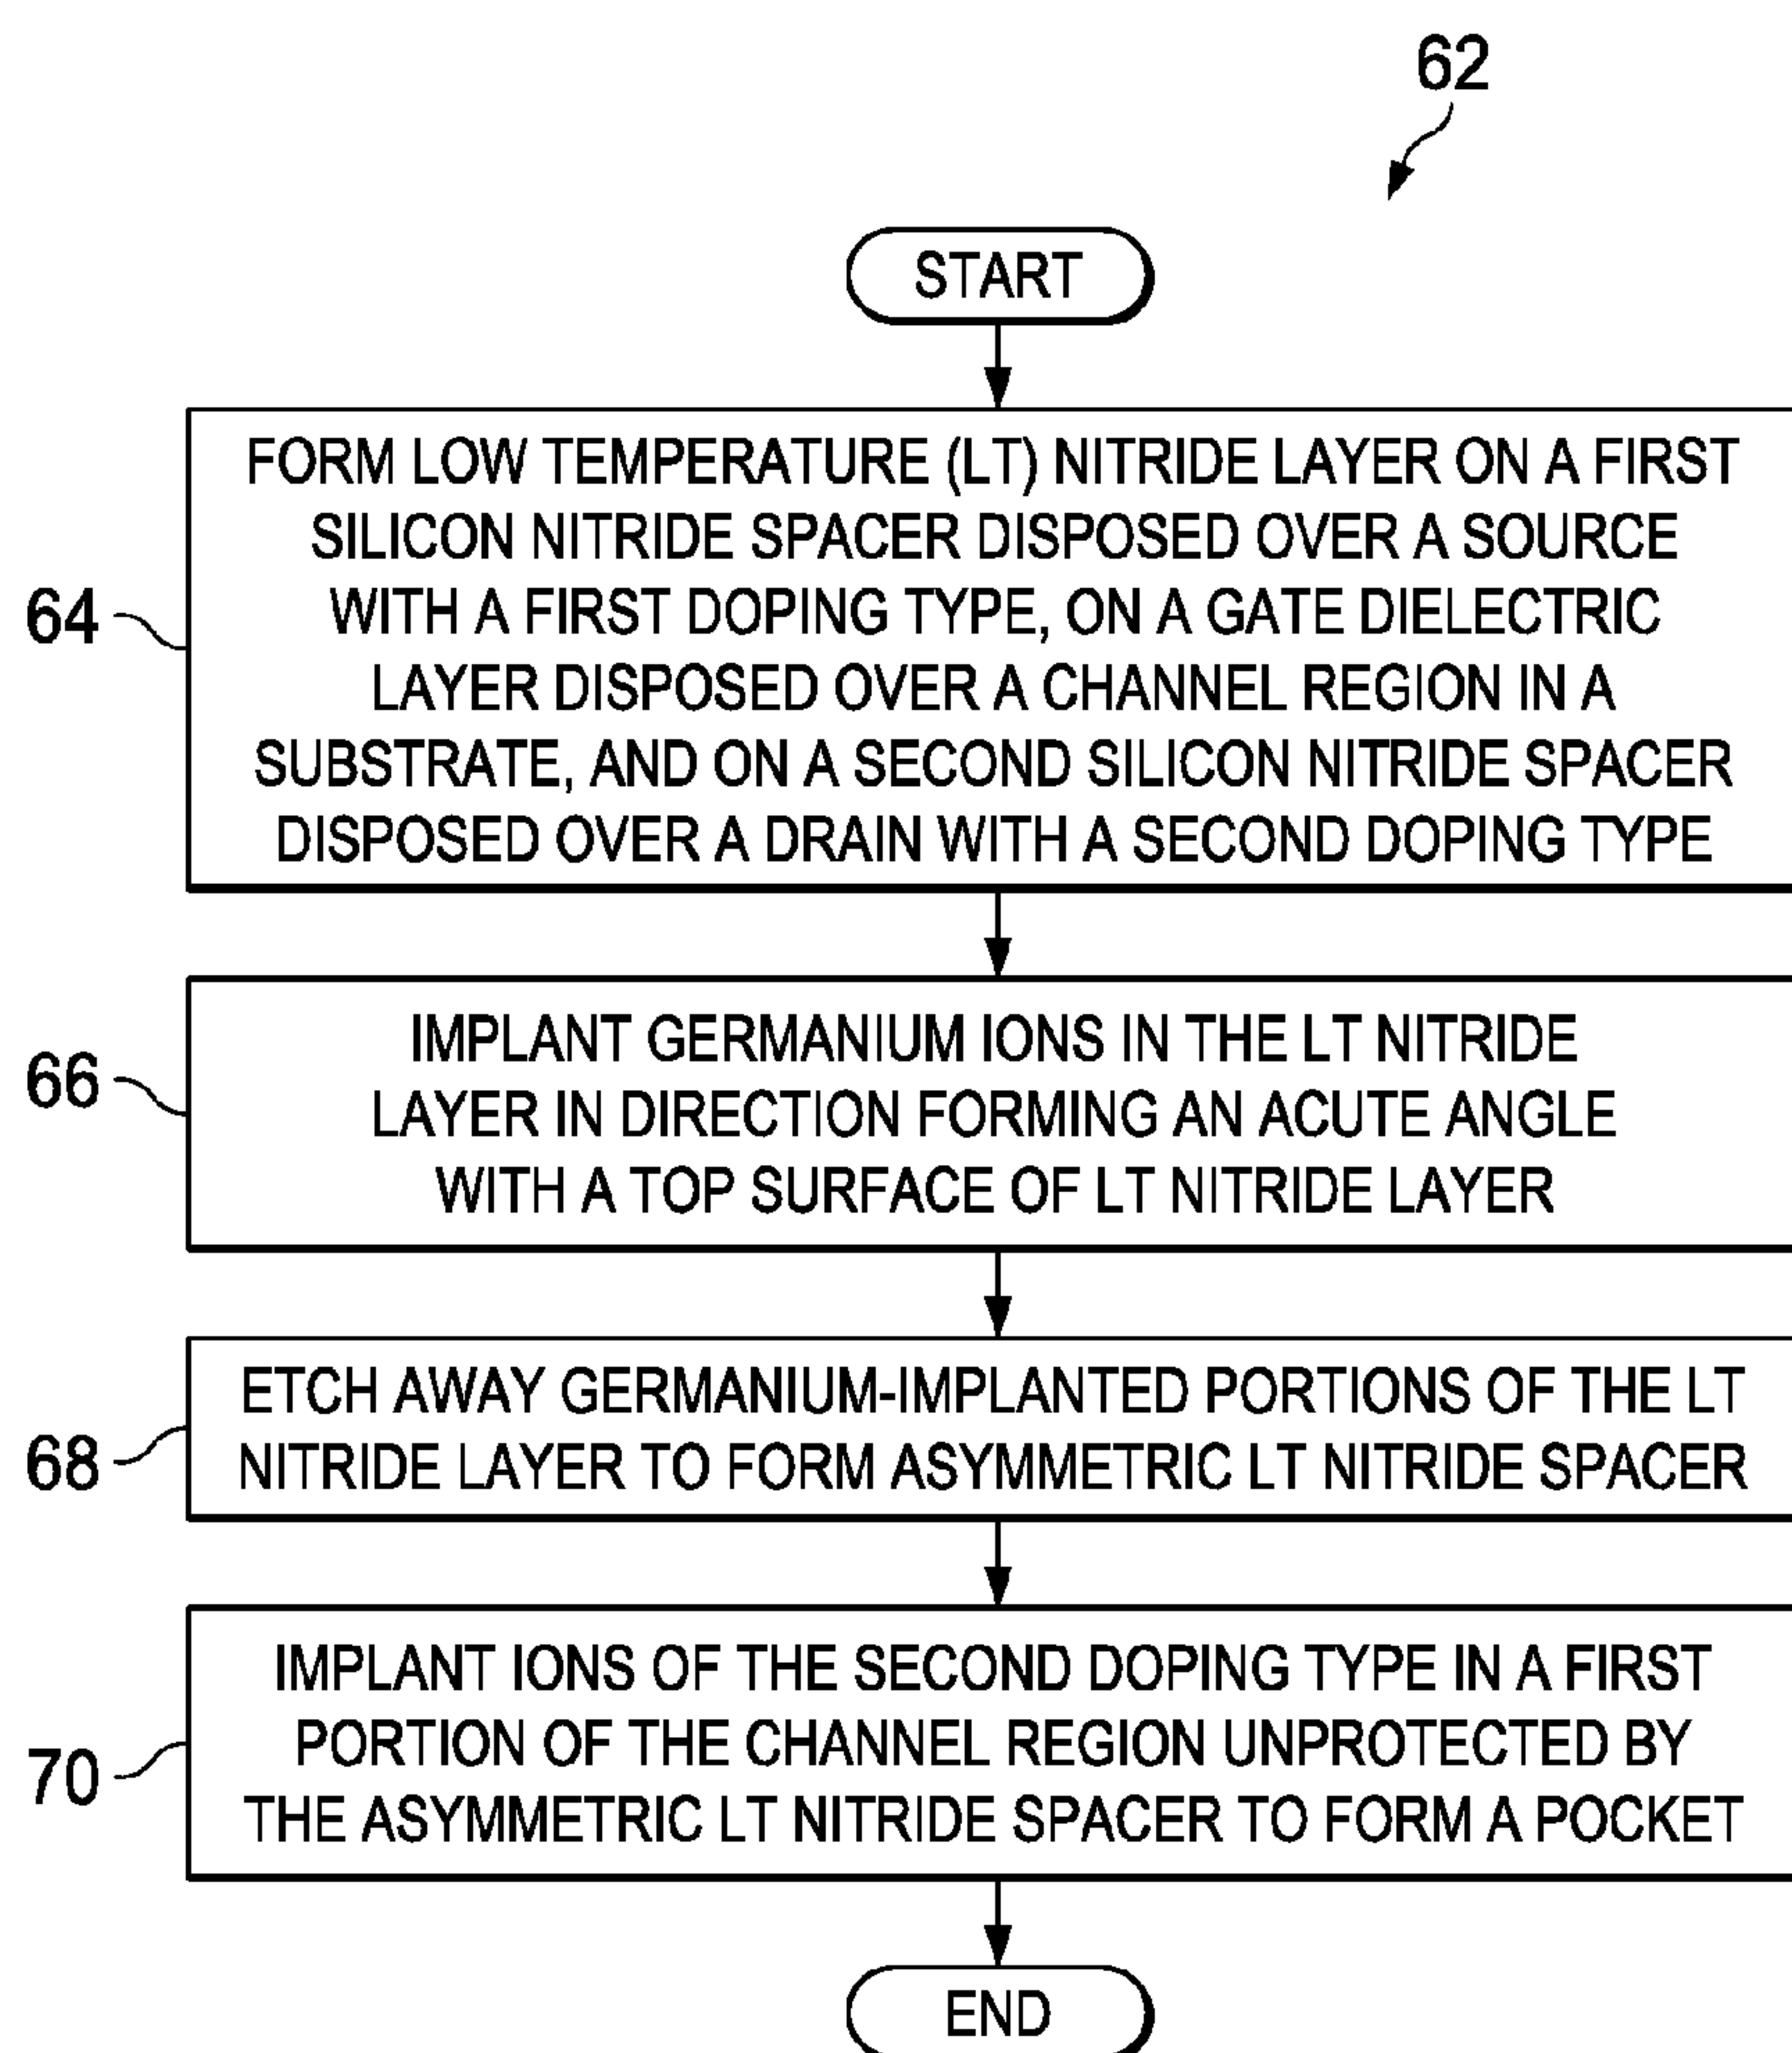 62
START
64
FORM LOW TEMPERATURE (LT) NITRIDE LAYER ON A FIRST
SILICON NITRIDE SPACER DISPOSED OVER A SOURCE
WITH A FIRST DOPING TYPE, ON A GATE DIELECTRIC
LAYER DISPOSED OVER A CHANNEL REGION IN A
SUBSTRATE, AND ON A SECOND SILICON NITRIDE SPACER
DISPOSED OVER A DRAIN WITH A SECOND DOPING TYPE
66
IMPLANT GERMANIUM IONS IN THE LT NITRIDE
LAYER IN DIRECTION FORMING AN ACUTE ANGLE
WITH A TOP SURFACE OF LT NITRIDE LAYER
68
ETCH AWAY GERMANIUM-IMPLANTED PORTIONS OF THE LT
NITRIDE LAYER TO FORM ASYMMETRIC LT NITRIDE SPACER
70
IMPLANT IONS OF THE SECOND DOPING TYPE IN A FIRST
PORTION OF THE CHANNEL REGION UNPROTECTED BY
THE ASYMMETRIC LT NITRIDE SPACER TO FORM A POCKET
END